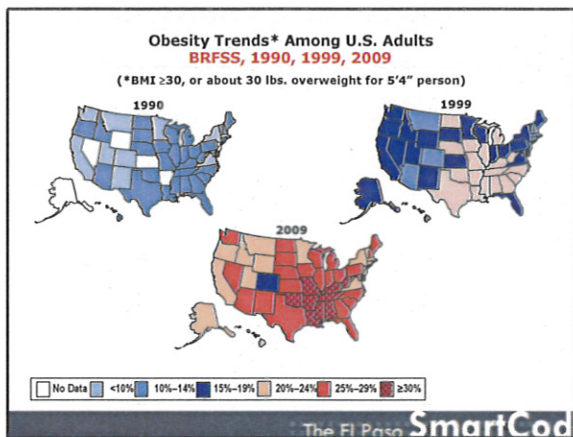 Obesity Trends* Among U.S. Adults
BRFSS, 1990, 1999, 2009
(*BMI ≥30, or about 30 lbs. overweight for 5'4" person)
1990
1999
2009
No Data <10% 10%–14% 15%–19% 20%–24% 25%–29% ≥30%
The El Paso SmartCod